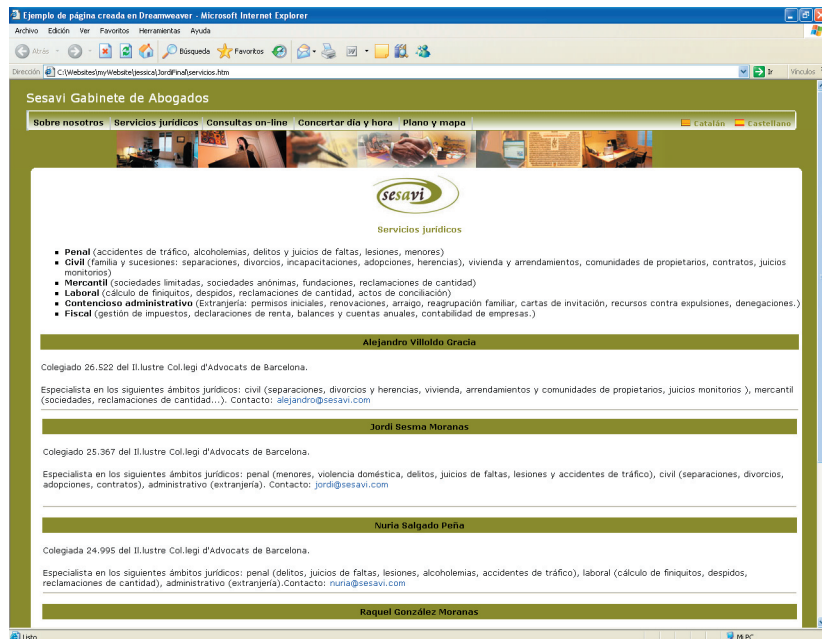 Ejemplo de página creada en Dreamweaver - Microsoft Internet Explorer
Archivo Edición Ver Favoritos Herramientas Ayuda
Atrás Búsqueda Favoritos
Dirección C:\Websites\myWebsite\jessica\JordiFinal\servicios.htm Ir Vínculos
Sesavi Gabinete de Abogados
Sobre nosotros Servicios jurídicos Consultas on-line Concertar día y hora Plano y mapa Catalán Castellano
sesavi
Servicios jurídicos
▪ Penal (accidentes de tráfico, alcoholemias, delitos y juicios de faltas, lesiones, menores)
▪ Civil (familia y sucesiones: separaciones, divorcios, incapacitaciones, adopciones, herencias), vivienda y arrendamientos, comunidades de propietarios, contratos, juicios
monitorios)
▪ Mercantil (sociedades limitadas, sociedades anónimas, fundaciones, reclamaciones de cantidad)
▪ Laboral (cálculo de finiquitos, despidos, reclamaciones de cantidad, actos de conciliación)
▪ Contencioso administrativo (Extranjería: permisos iniciales, renovaciones, arraigo, reagrupación familiar, cartas de invitación, recursos contra expulsiones, denegaciones.)
▪ Fiscal (gestión de impuestos, declaraciones de renta, balances y cuentas anuales, contabilidad de empresas.)
Alejandro Villoldo Gracia
Colegiado 26.522 del Il.lustre Col.legi d'Advocats de Barcelona.
Especialista en los siguientes ámbitos jurídicos: civil (separaciones, divorcios y herencias, vivienda, arrendamientos y comunidades de propietarios, juicios monitorios ), mercantil
(sociedades, reclamaciones de cantidad...). Contacto: alejandro@sesavi.com
Jordi Sesma Moranas
Colegiado 25.367 del Il.lustre Col.legi d'Advocats de Barcelona.
Especialista en los siguientes ámbitos jurídicos: penal (menores, violencia doméstica, delitos, juicios de faltas, lesiones y accidentes de tráfico), civil (separaciones, divorcios,
adopciones, contratos), administrativo (extranjería). Contacto: jordi@sesavi.com
Nuria Salgado Peña
Colegiada 24.995 del Il.lustre Col.legi d'Advocats de Barcelona.
Especialista en los siguientes ámbitos jurídicos: penal (delitos, juicios de faltas, lesiones, alcoholemias, accidentes de tráfico), laboral (cálculo de finiquitos, despidos,
reclamaciones de cantidad), administrativo (extranjería).Contacto: nuria@sesavi.com
Raquel González Moranas
Listo Mi PC